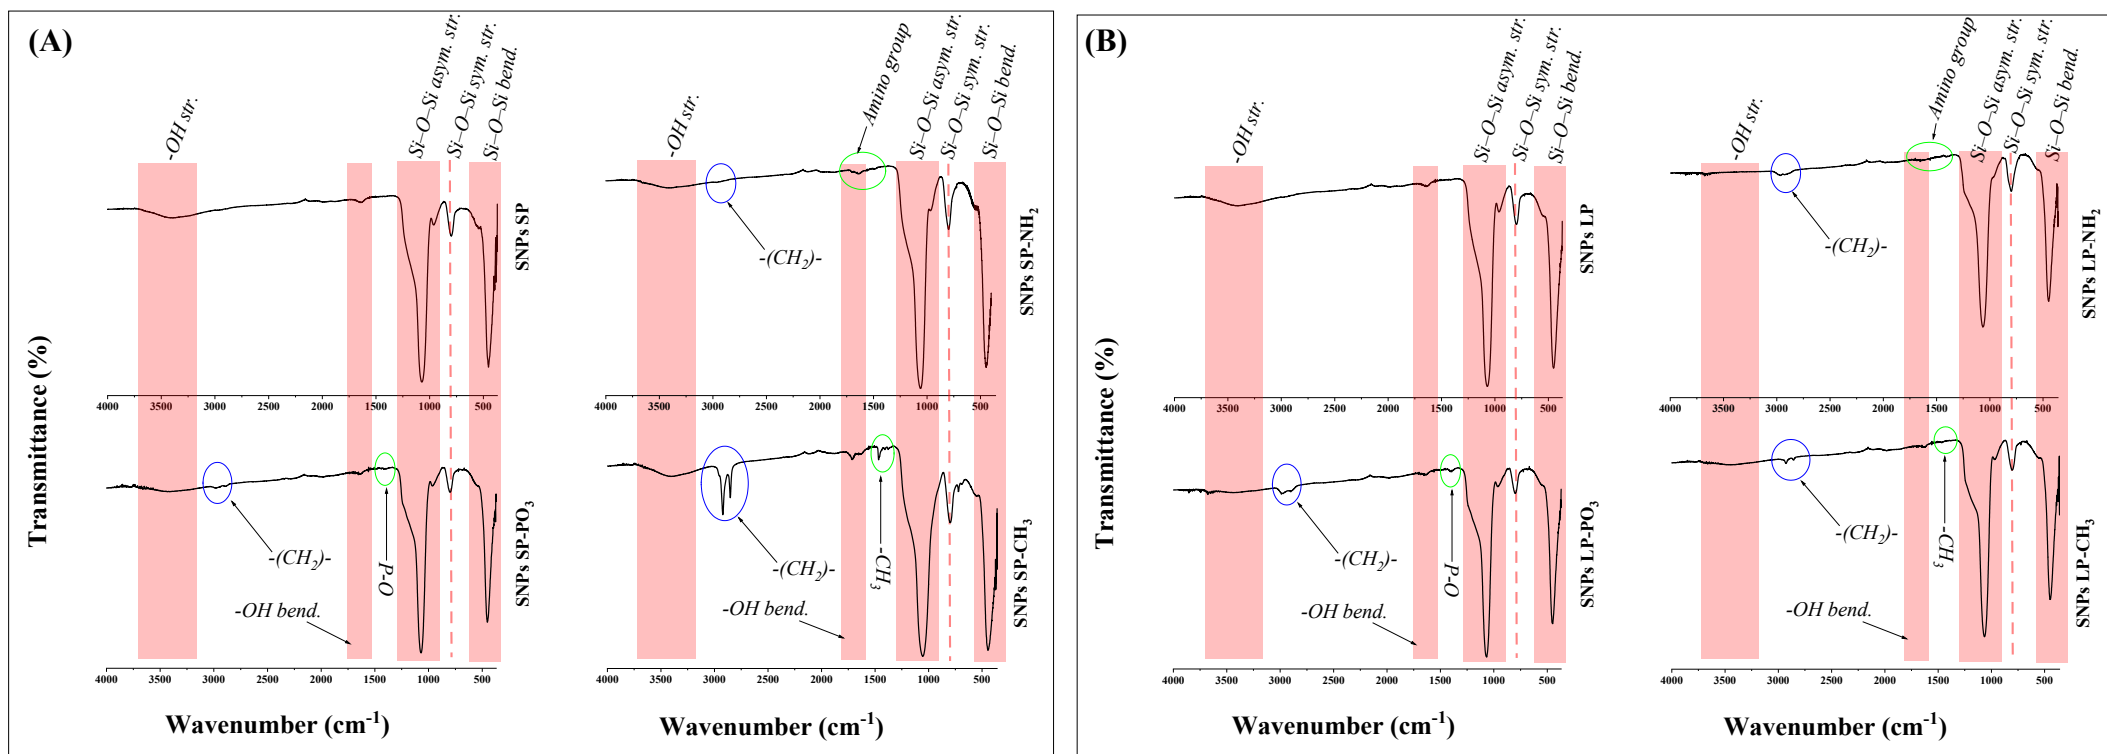 (A)
-OH str.
Si–O–Si asym. str.
Si–O–Si sym. str.
Si–O–Si bend.
SNPs SP
4000 3500 3000 2500 2000 1500 1000 500
-OH str.
Amino group
Si–O–Si asym. str.
Si–O–Si sym. str.
Si–O–Si bend.
-(CH2)-
SNPs SP-NH2
4000 3500 3000 2500 2000 1500 1000 500
-(CH2)-
P-O
-OH bend.
SNPs SP-PO3
4000 3500 3000 2500 2000 1500 1000 500
-(CH2)-
-CH3
-OH bend.
SNPs SP-CH3
4000 3500 3000 2500 2000 1500 1000 500
Transmittance (%)
Wavenumber (cm-1)
Wavenumber (cm-1)
(B)
-OH str.
Si–O–Si asym. str.
Si–O–Si sym. str.
Si–O–Si bend.
SNPs LP
4000 3500 3000 2500 2000 1500 1000 500
-OH str.
Amino group
Si–O–Si asym. str.
Si–O–Si sym. str.
Si–O–Si bend.
-(CH2)-
SNPs LP-NH2
4000 3500 3000 2500 2000 1500 1000 500
-(CH2)-
P-O
-OH bend.
SNPs LP-PO3
4000 3500 3000 2500 2000 1500 1000 500
-(CH2)-
-CH3
-OH bend.
SNPs LP-CH3
4000 3500 3000 2500 2000 1500 1000 500
Transmittance (%)
Wavenumber (cm-1)
Wavenumber (cm-1)